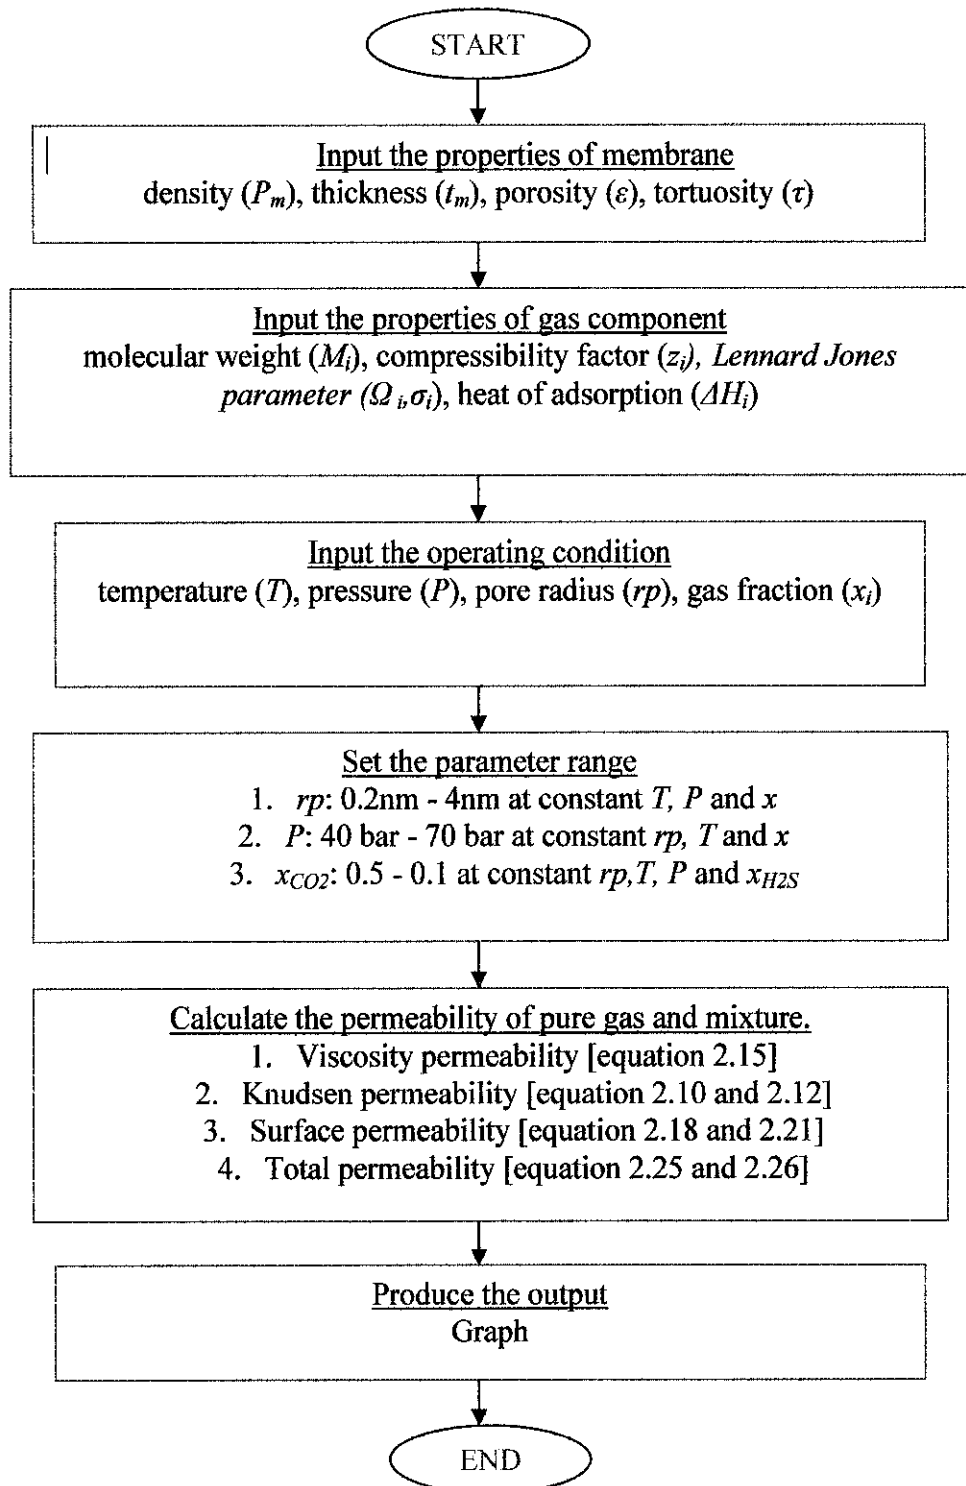 START
Input the properties of membrane
density (Pm), thickness (tm), porosity (ε), tortuosity (τ)
Input the properties of gas component
molecular weight (Mi), compressibility factor (zi), Lennard Jones
parameter (Ω i,σi), heat of adsorption (ΔHi)
Input the operating condition
temperature (T), pressure (P), pore radius (rp), gas fraction (xi)
Set the parameter range
1. rp: 0.2nm - 4nm at constant T, P and x
2. P: 40 bar - 70 bar at constant rp, T and x
3. xCO2: 0.5 - 0.1 at constant rp,T, P and xH2S
Calculate the permeability of pure gas and mixture.
1. Viscosity permeability [equation 2.15]
2. Knudsen permeability [equation 2.10 and 2.12]
3. Surface permeability [equation 2.18 and 2.21]
4. Total permeability [equation 2.25 and 2.26]
Produce the output
Graph
END